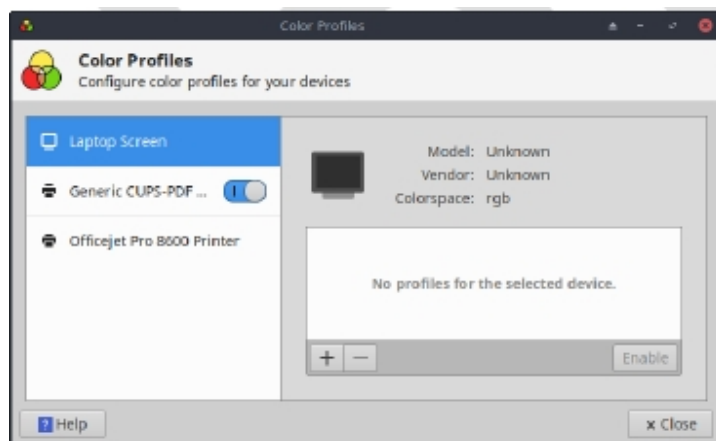 Color Profiles
Color Profiles
Configure color profiles for your devices
Laptop Screen
Generic CUPS-PDF ...
Officejet Pro 8600 Printer
Model: Unknown
Vendor: Unknown
Colorspace: rgb
No profiles for the selected device.
Enable
Help
Close